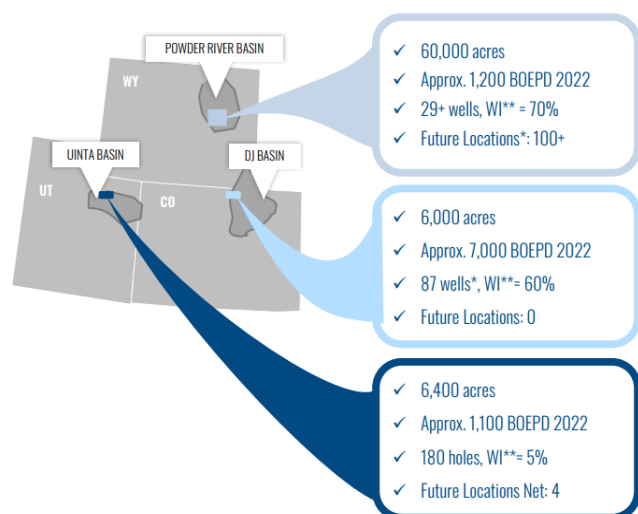 POWDER RIVER BASIN
WY
UINTA BASIN
DJ BASIN
UT
CO
✓ 60,000 acres
✓ Approx. 1,200 BOEPD 2022
✓ 29+ wells, WI** = 70%
✓ Future Locations*: 100+
✓ 6,000 acres
✓ Approx. 7,000 BOEPD 2022
✓ 87 wells*, WI**= 60%
✓ Future Locations: 0
✓ 6,400 acres
✓ Approx. 1,100 BOEPD 2022
✓ 180 holes, WI**= 5%
✓ Future Locations Net: 4